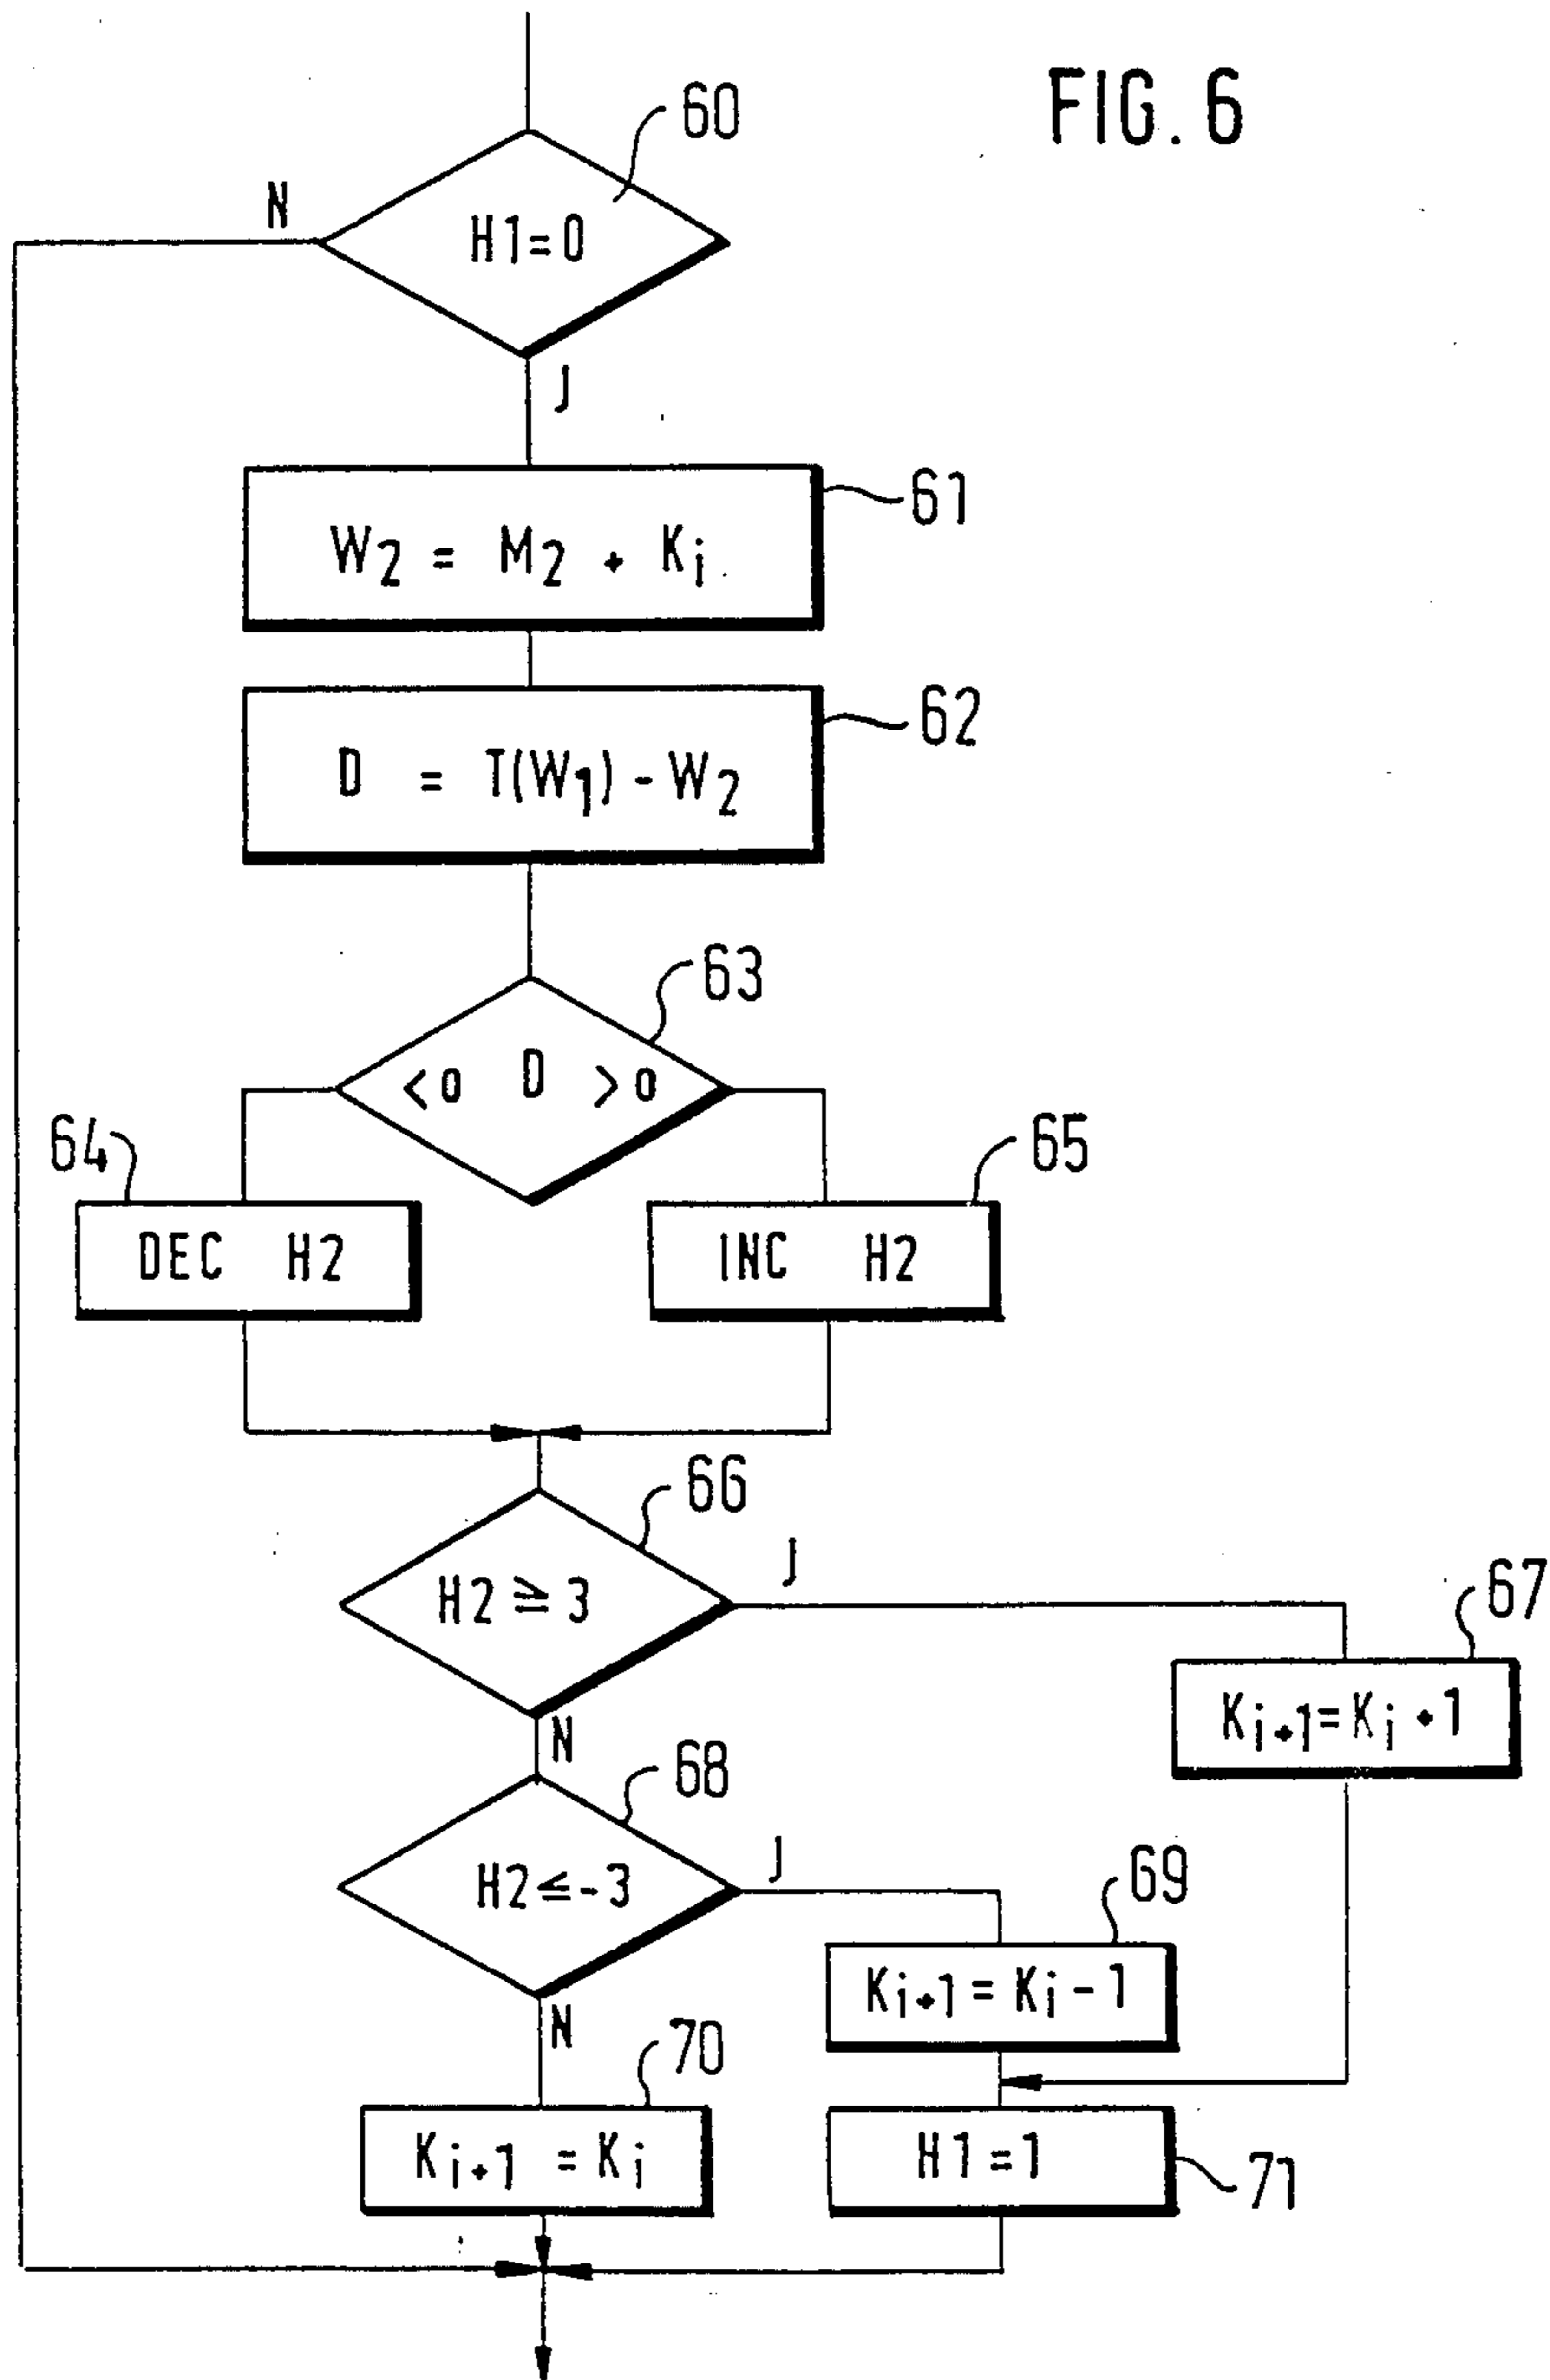 FIG. 6
60
N
H1=0
J
61
W2 = M2 + Ki
62
D = T(W1) - W2
63
<0 D >0
64
65
DEC H2
INC H2
66
J
H2 ≧ 3
67
N
Ki+1=Ki+1
68
J
H2≦-3
69
Ki+1=Ki-1
N
70
Ki+1 =Ki
H1=1
71